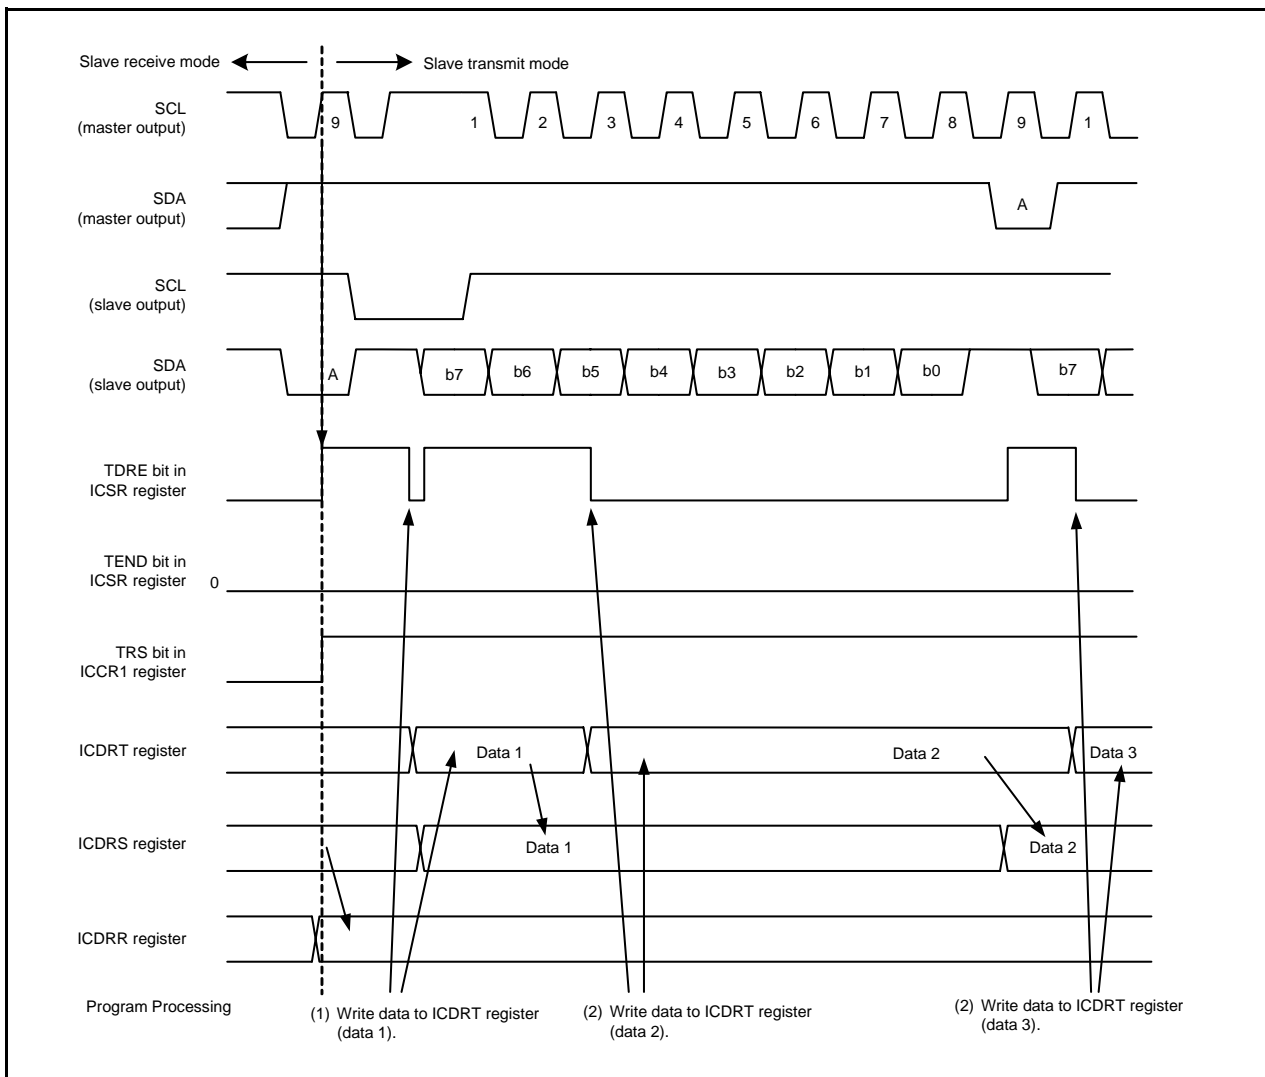 Slave receive mode
Slave transmit mode
SCL
(master output)
9 1 2 3 4 5 6 7 8 9 1
SDA
(master output)
A
SCL
(slave output)
SDA
(slave output)
A b7 b6 b5 b4 b3 b2 b1 b0 b7
TDRE bit in
ICSR register
TEND bit in
ICSR register
0
TRS bit in
ICCR1 register
ICDRT register
Data 1 Data 2 Data 3
ICDRS register
Data 1 Data 2
ICDRR register
Program Processing
(1) Write data to ICDRT register
(data 1).
(2) Write data to ICDRT register
(data 2).
(2) Write data to ICDRT register
(data 3).